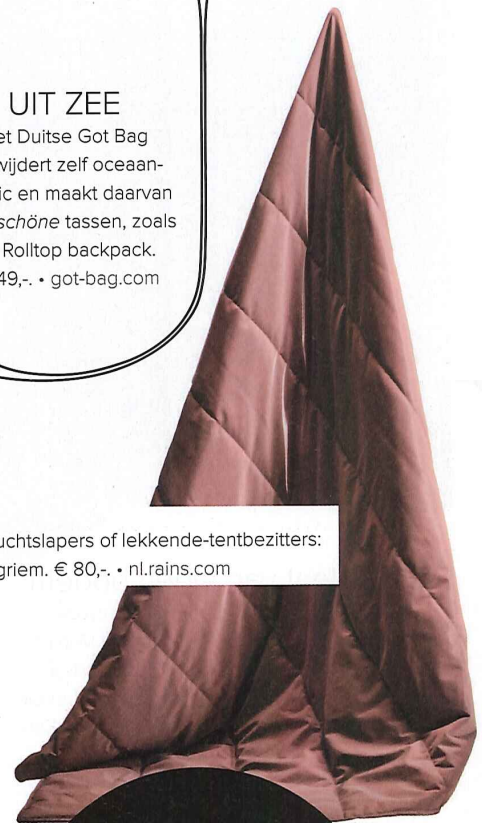 UIT ZEE
et Duitse Got Bag
wijdert zelf oceaan-
ic en maakt daarvan
schöne tassen, zoals
Rolltop backpack.
49,-. • got-bag.com
uchtslapers of lekkende-tentbezitters:
griem. € 80,-. • nl.rains.com